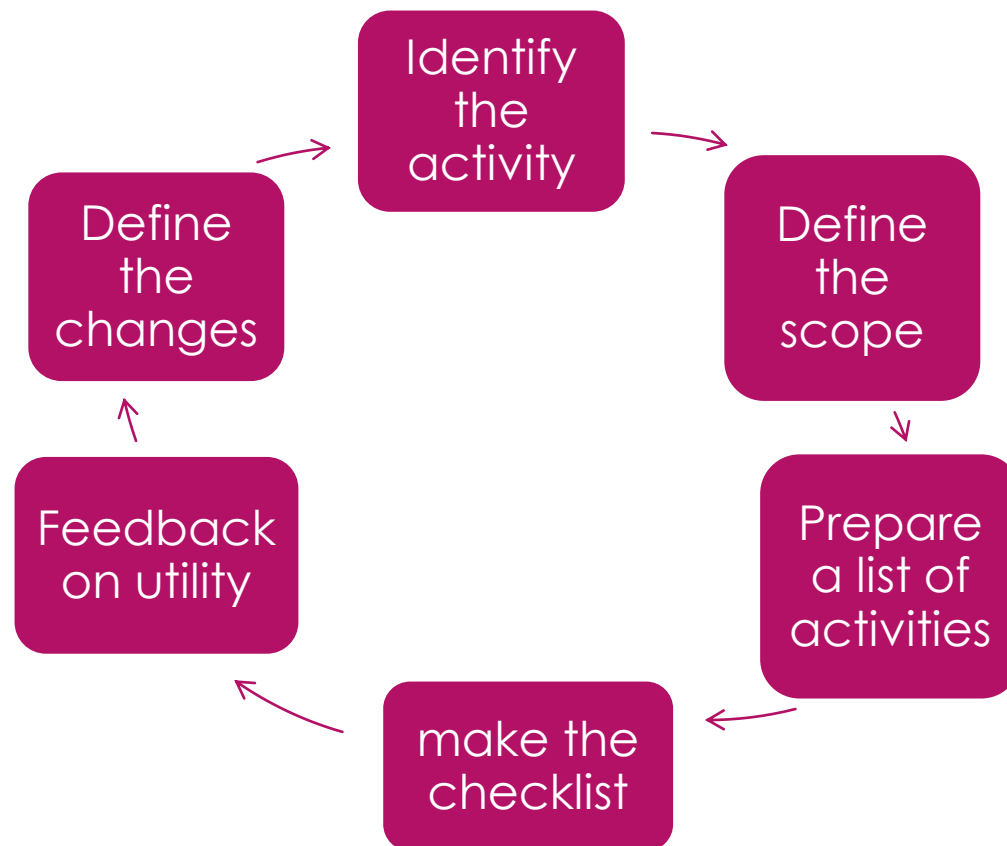 Identify
the
activity
Define
the
scope
Prepare
a list of
activities
make the
checklist
Feedback
on utility
Define
the
changes